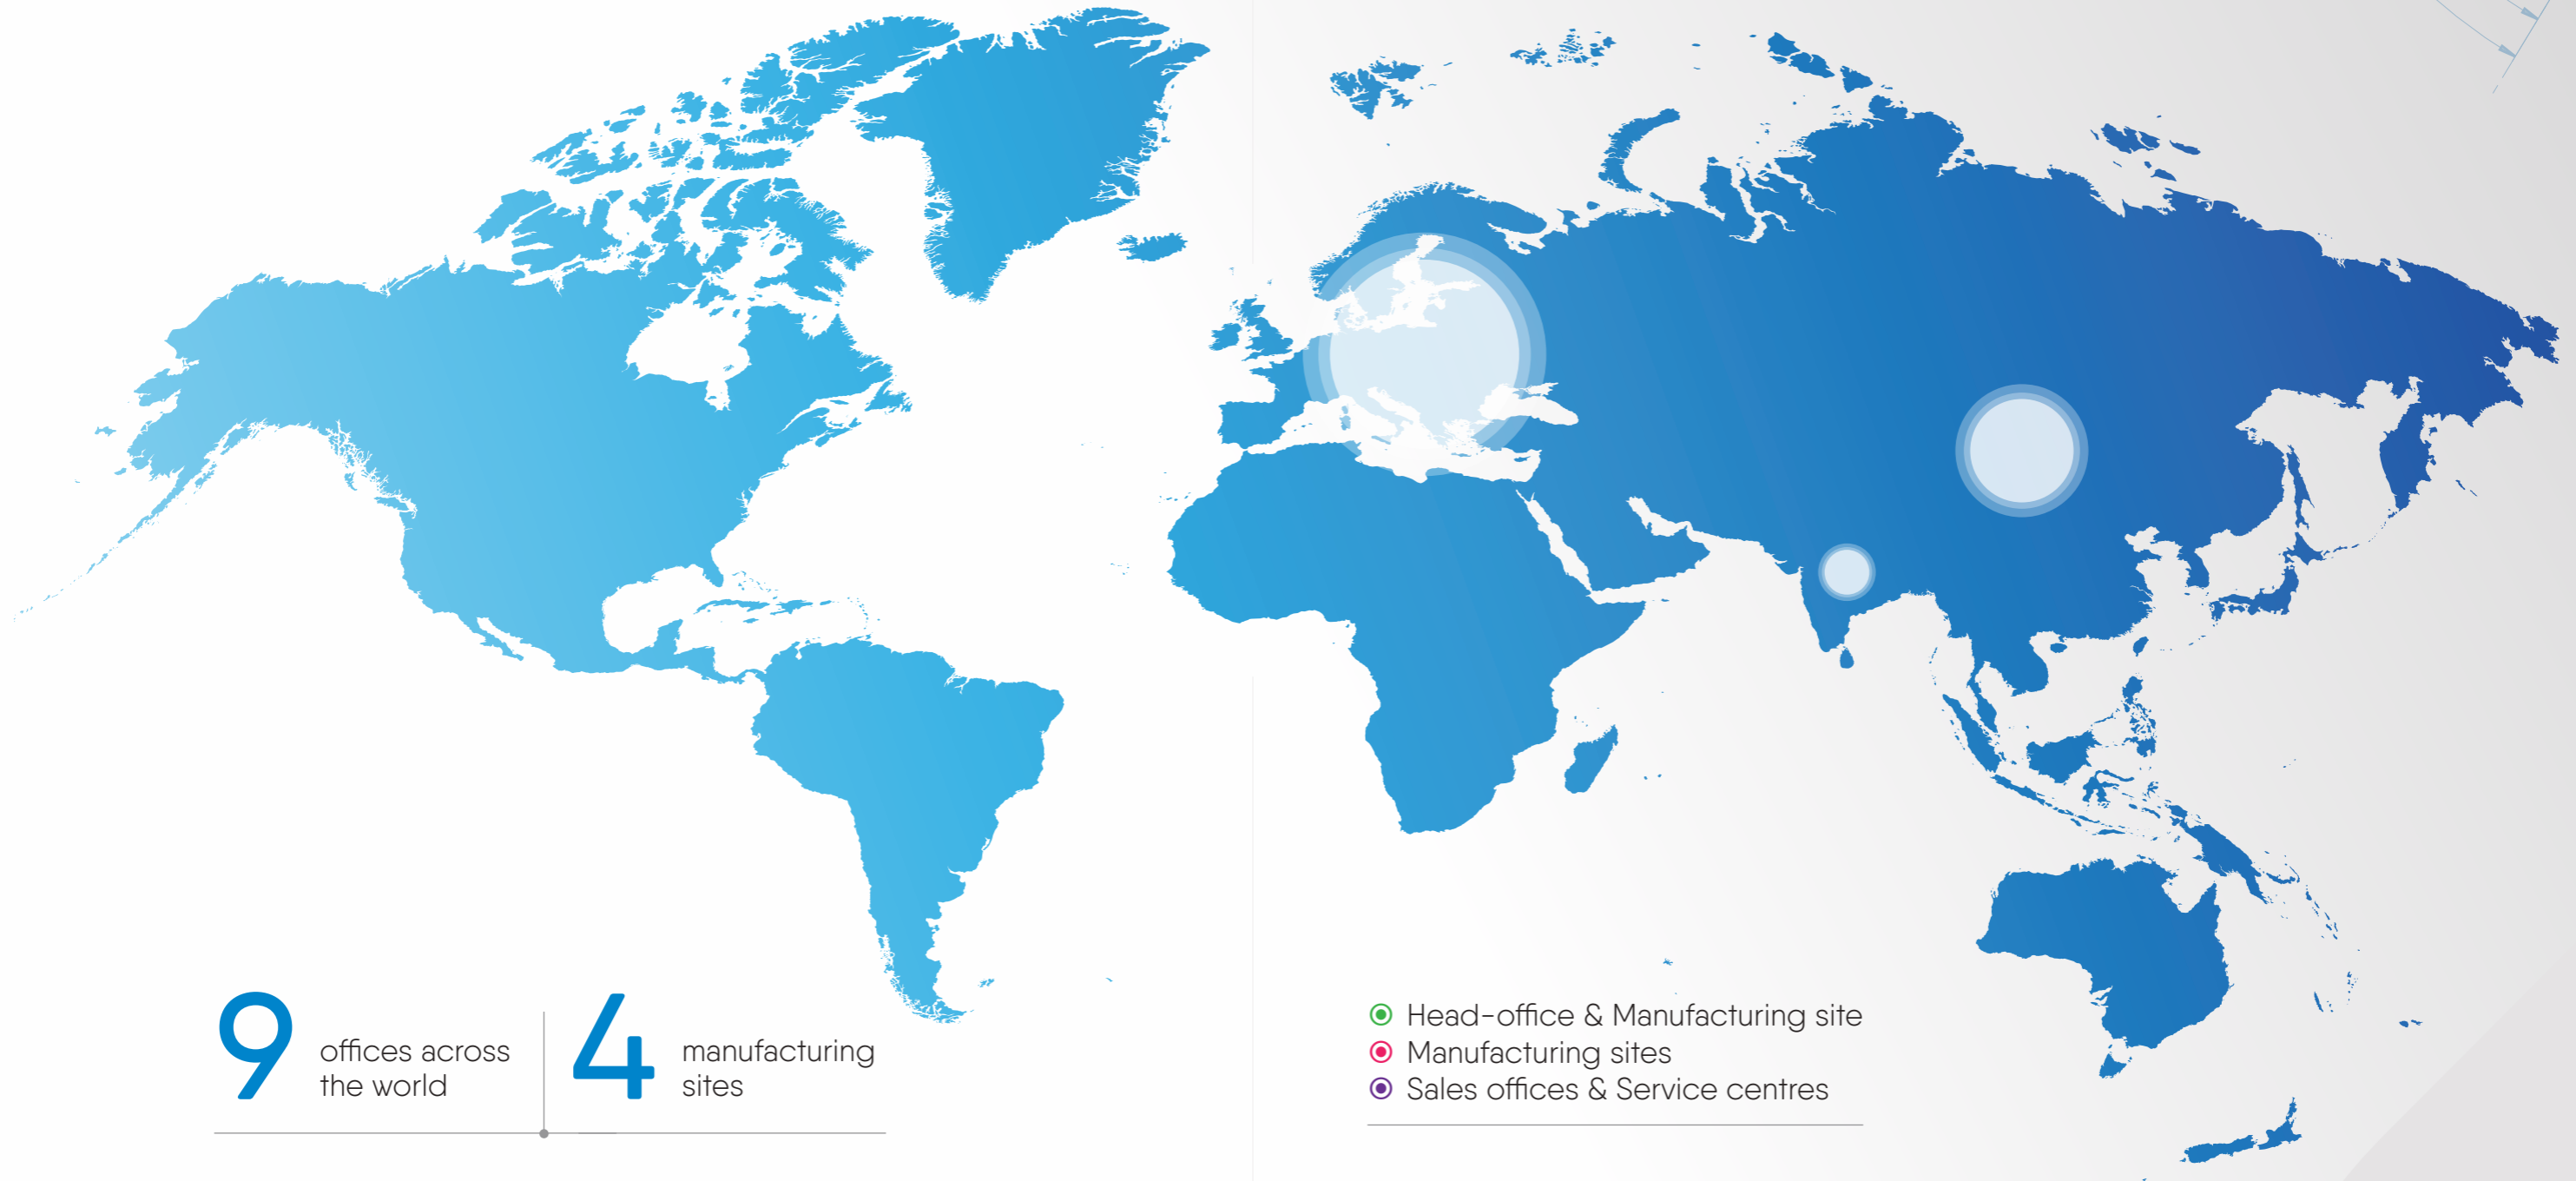 9 offices across
the world
4 manufacturing
sites
Head-office & Manufacturing site
Manufacturing sites
Sales offices & Service centres